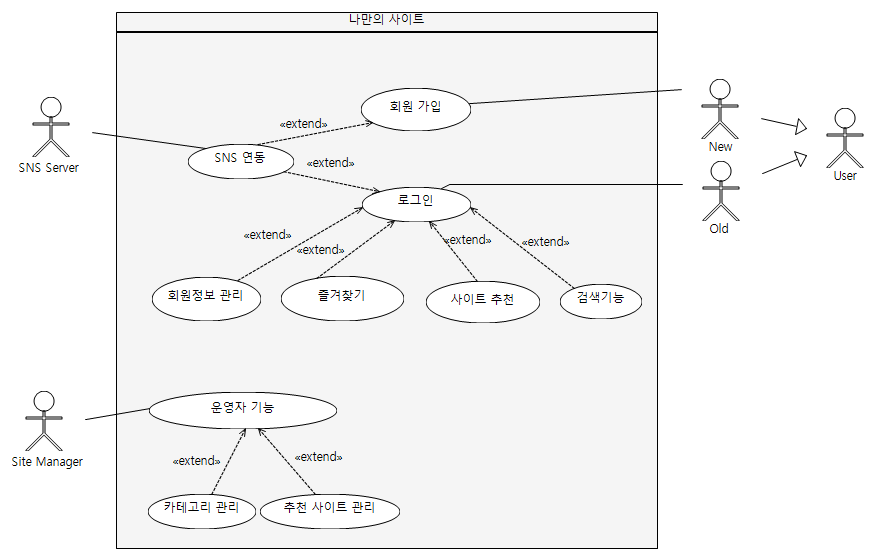 나만의 사이트
회원 가입
«extend»
SNS 연동
SNS Server
New
User
«extend»
로그인
Old
«extend»
«extend»
«extend»
«extend»
회원정보 관리
즐겨찾기
사이트 추천
검색기능
운영자 기능
Site Manager
«extend»
«extend»
카테고리 관리
추천 사이트 관리